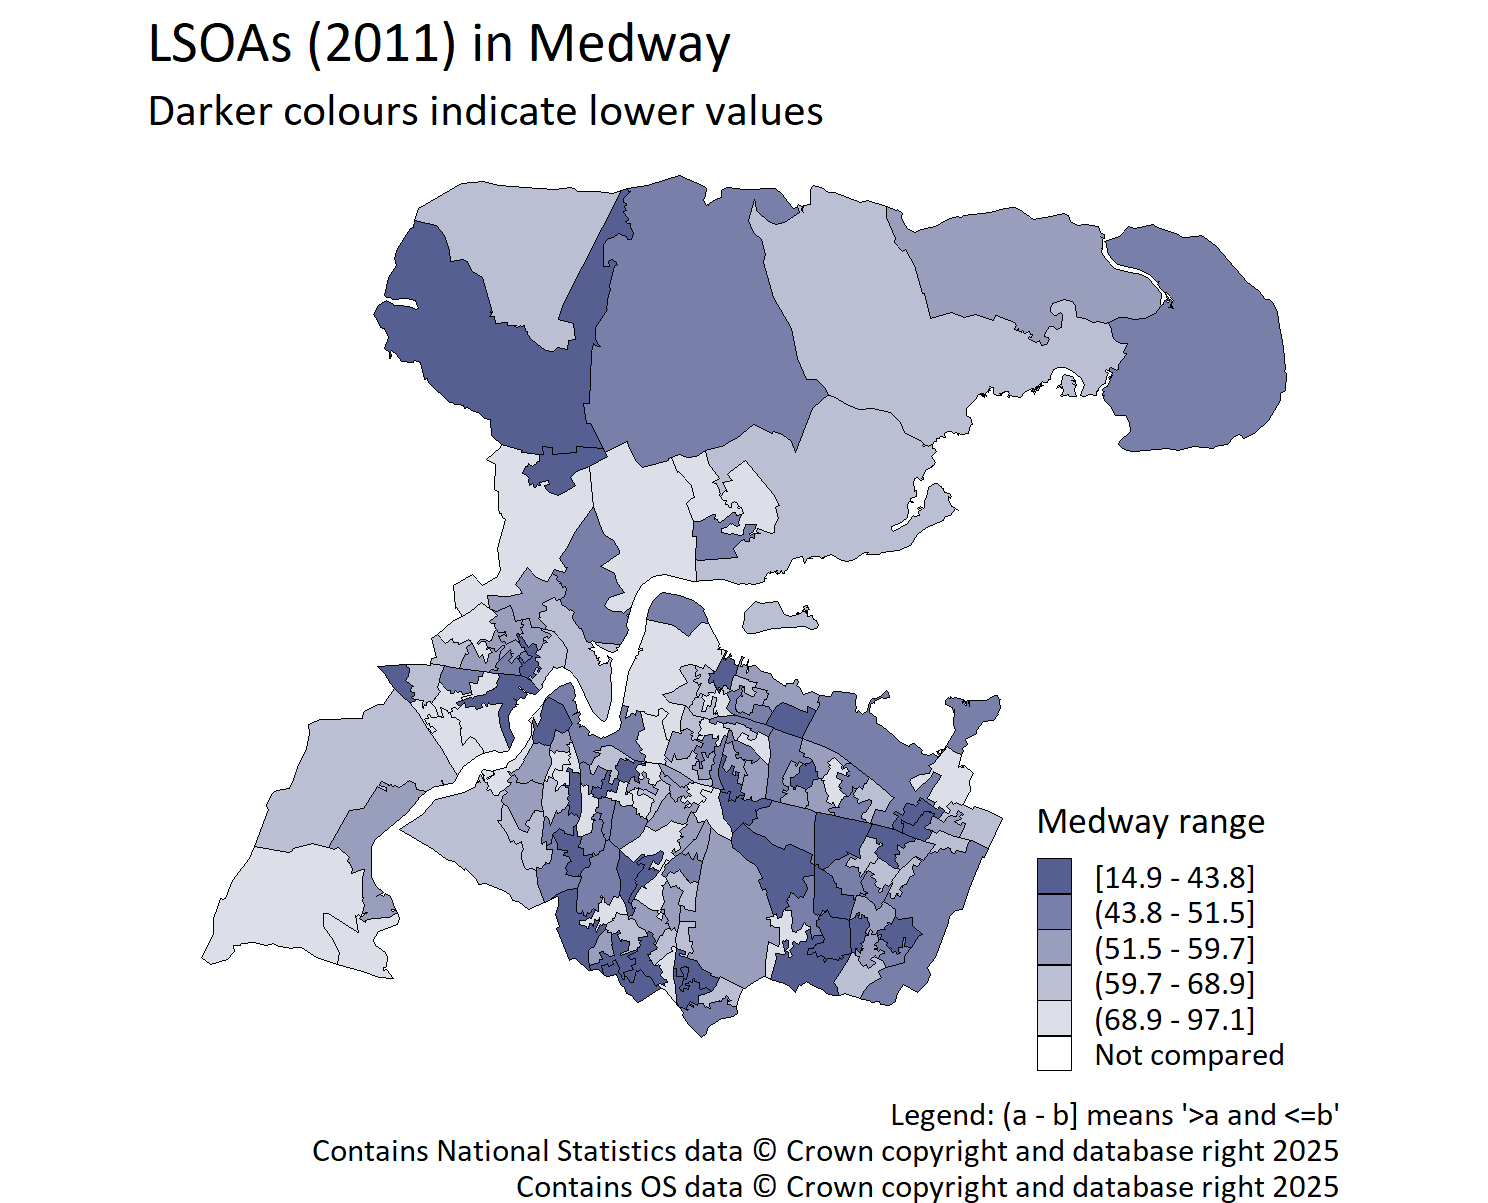 LSOAs (2011) in Medway
Darker colours indicate lower values
Medway range
[14.9 - 43.8]
(43.8 - 51.5]
(51.5 - 59.7]
(59.7 - 68.9]
(68.9 - 97.1]
Not compared
Legend: (a - b] means '>a and <=b'
Contains National Statistics data © Crown copyright and database right 2025
Contains OS data © Crown copyright and database right 2025